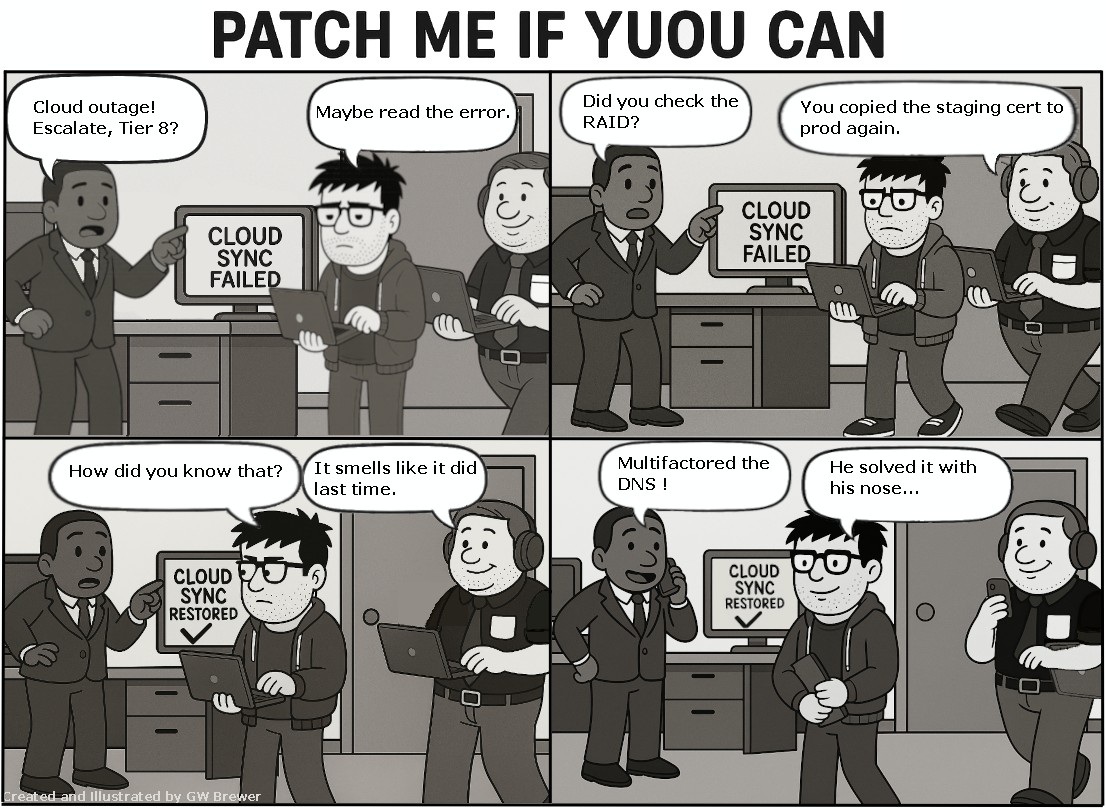 PATCH ME IF YUOU CAN
Cloud outage!
Escalate, Tier 8?
Maybe read the error.
CLOUD
SYNC
FAILED
Did you check the
RAID?
You copied the staging cert to
prod again.
CLOUD
SYNC
FAILED
How did you know that?
It smells like it did
last time.
CLOUD
SYNC
RESTORED
Multifactored the
DNS !
He solved it with
his nose...
CLOUD
SYNC
RESTORED
Created and Illustrated by GW Brewer